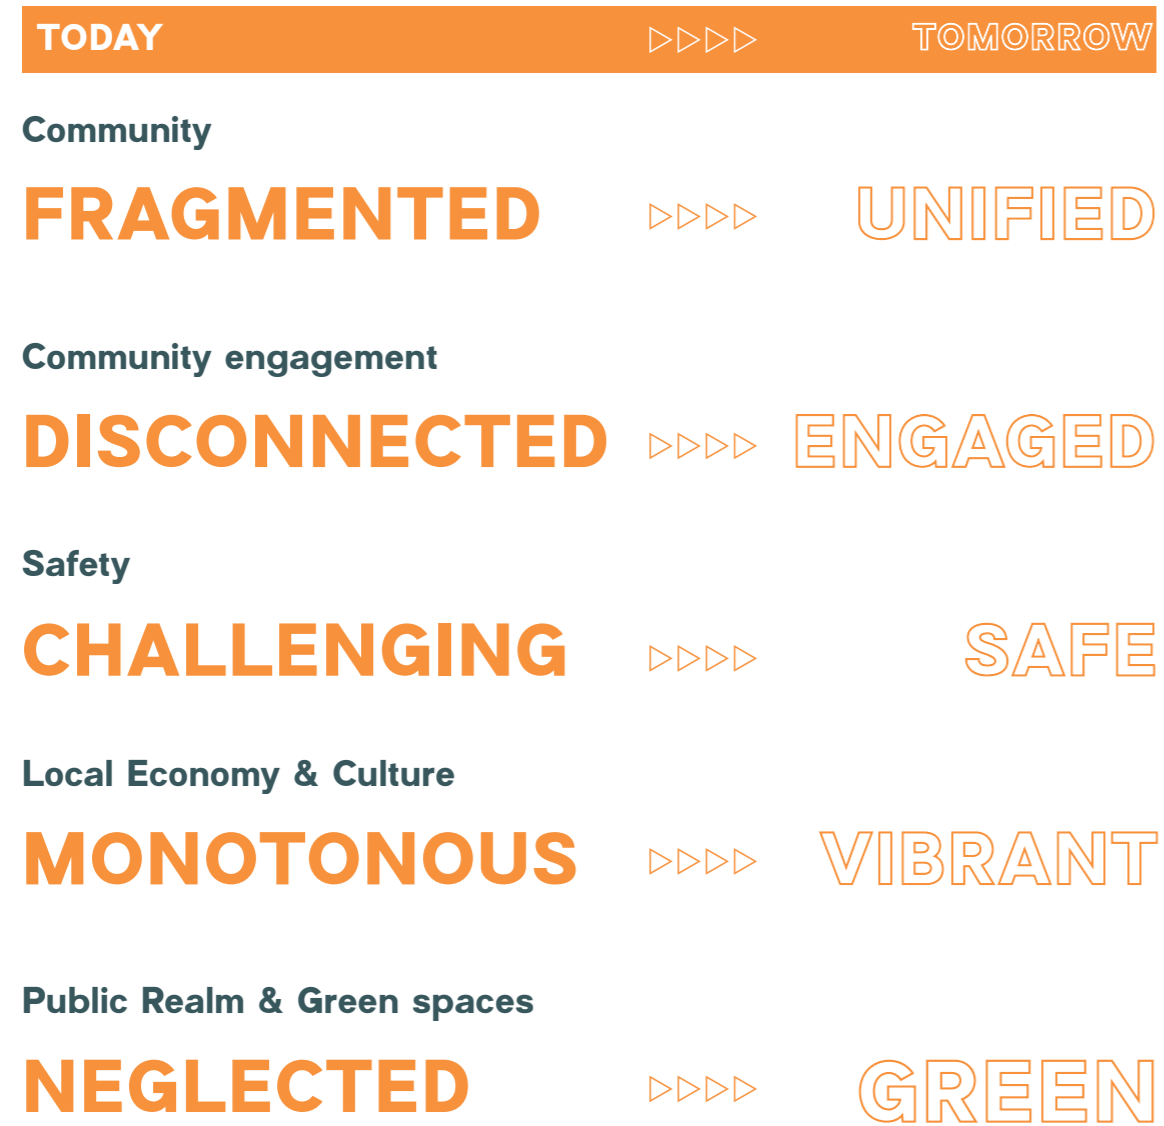 TODAY TOMORROW
Community
FRAGMENTED UNIFIED
Community engagement
DISCONNECTED ENGAGED
Safety
CHALLENGING SAFE
Local Economy & Culture
MONOTONOUS VIBRANT
Public Realm & Green spaces
NEGLECTED GREEN